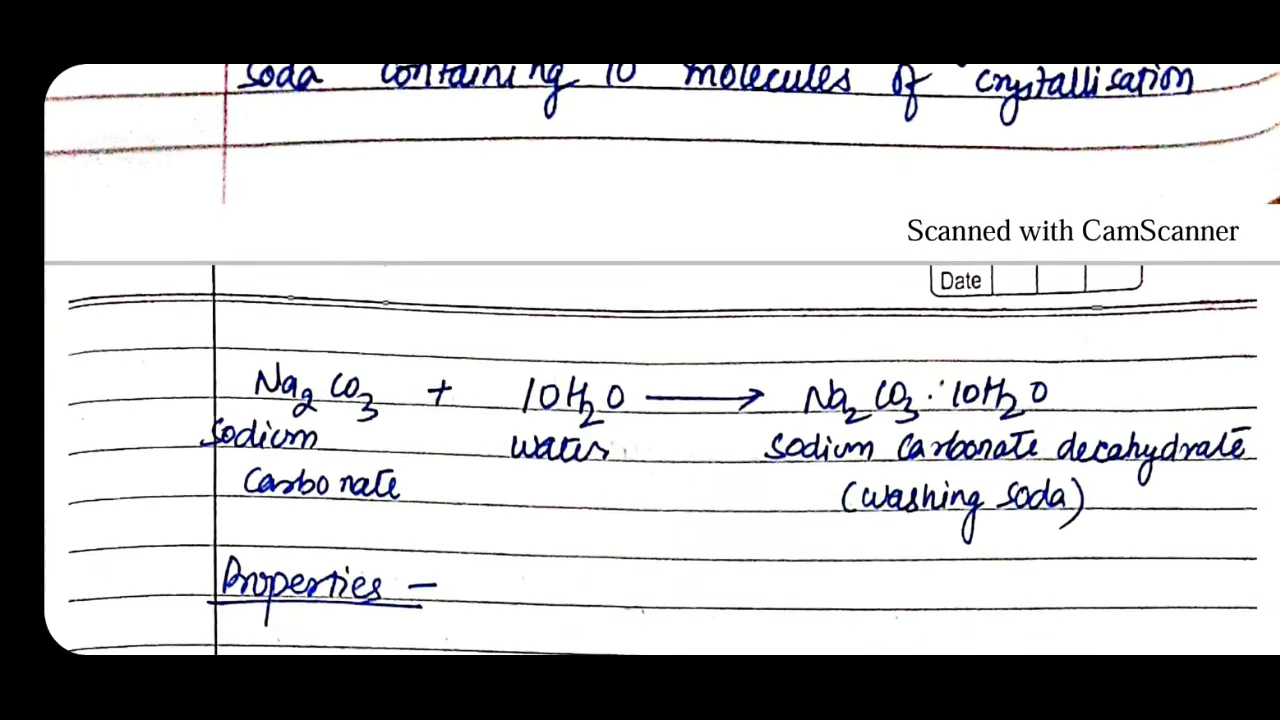 soda containing 10 molecules of crystallisation
Scanned with CamScanner
Date
Na₂CO₃ + 10H₂O ⟶ Na₂CO₃·10H₂O
sodium water sodium carbonate decahydrate
carbonate (washing soda)
Properties –